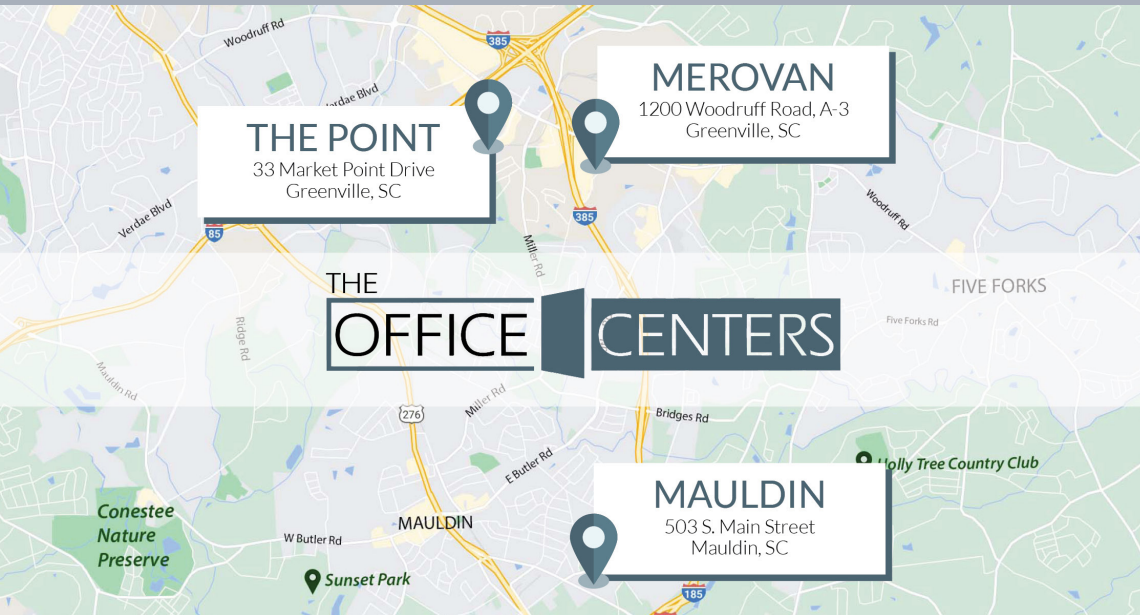 Woodruff Rd
385
MEROVAN
1200 Woodruff Road, A-3
Greenville, SC
THE POINT
33 Market Point Drive
Greenville, SC
Verdae Blvd
385
Woodruff Rd
85
Miller Rd
THE
OFFICE CENTERS
FIVE FORKS
Five Forks Rd
Ridge Rd
Mauldin Rd
Miller Rd
276
Bridges Rd
E Butler Rd
Holly Tree Country Club
MAULDIN
503 S. Main Street
Mauldin, SC
Conestee
Nature
Preserve
MAULDIN
W Butler Rd
Sunset Park
185